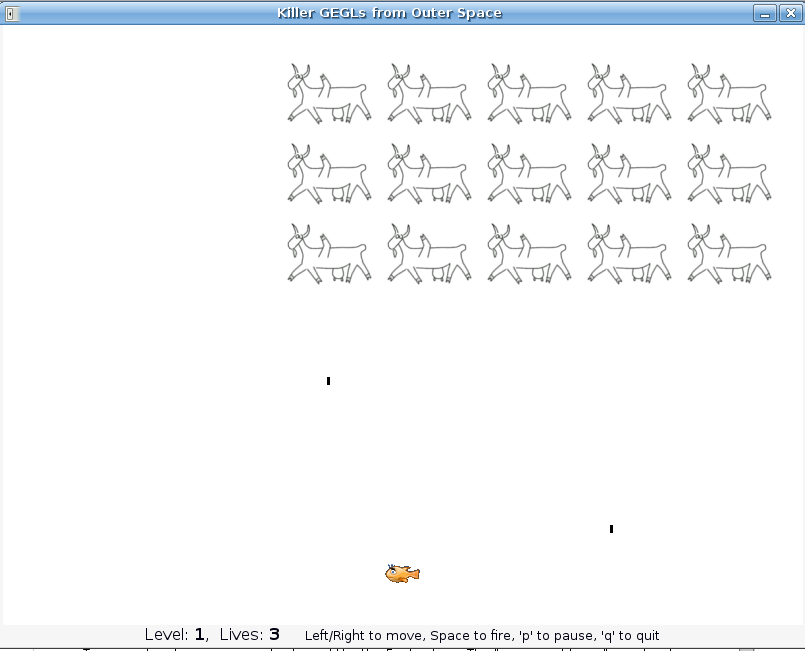 Killer GEGLs from Outer Space
Level: 1, Lives: 3 Left/Right to move, Space to fire, 'p' to pause, 'q' to quit